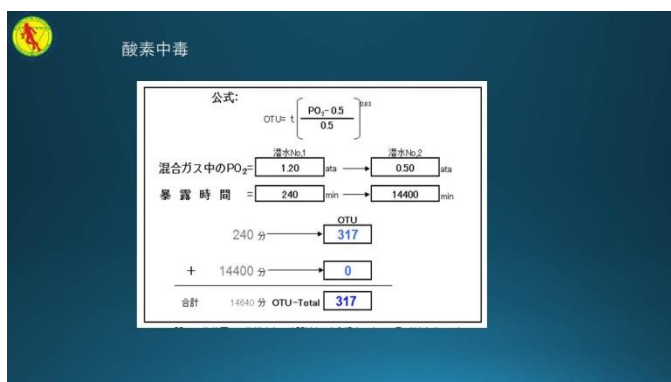 酸素中毒
公式:
OTU= t [ PO₂- 0.5 / 0.5 ]^0.83
潜水No,1 潜水No,2
混合ガス中のPO₂= 1.20 ata 0.50 ata
暴露時間 = 240 min 14400 min
OTU
240 分 317
+ 14400 分 0
合計 14640 分 OTU-Total 317